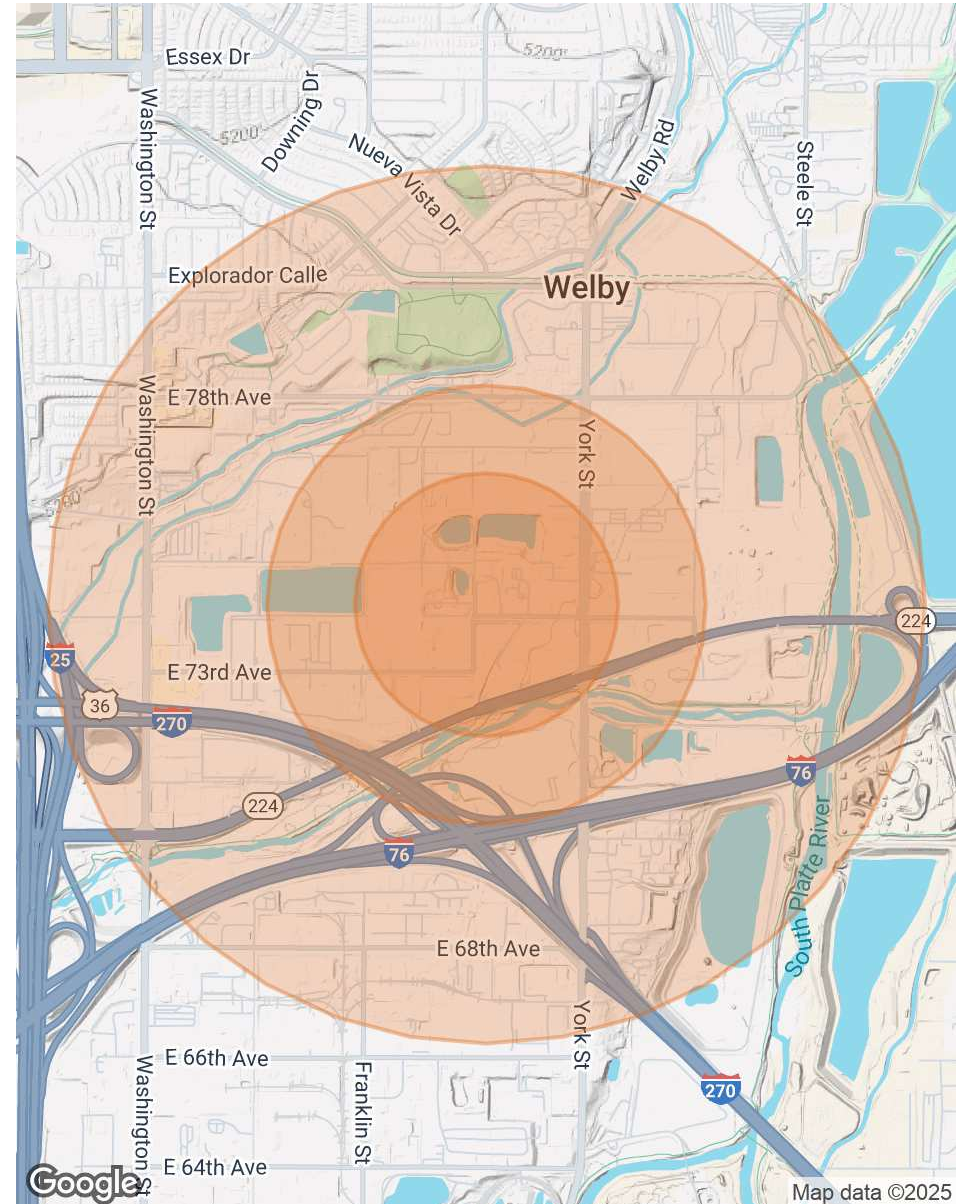 Essex Dr
5200
Washington St
5200
Downing Dr
Nueva Vista Dr
Welby Rd
Steele St
Explorador Calle
Welby
E 78th Ave
Washington St
York St
E 73rd Ave
25
36
270
224
224
76
76
South Platte River
E 68th Ave
York St
E 66th Ave
Washington St
Franklin St
270
E 64th Ave
Google
Map data ©2025